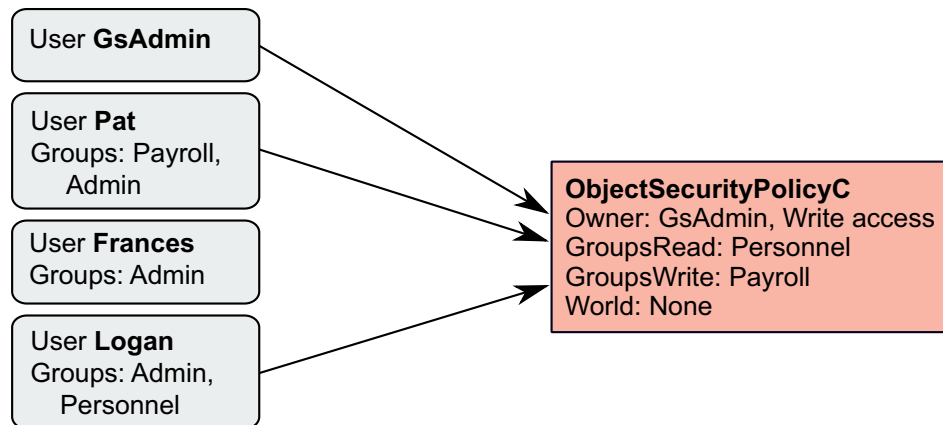 User GsAdmin
User Pat
Groups: Payroll,
Admin
User Frances
Groups: Admin
User Logan
Groups: Admin,
Personnel
ObjectSecurityPolicyC
Owner: GsAdmin, Write access
GroupsRead: Personnel
GroupsWrite: Payroll
World: None